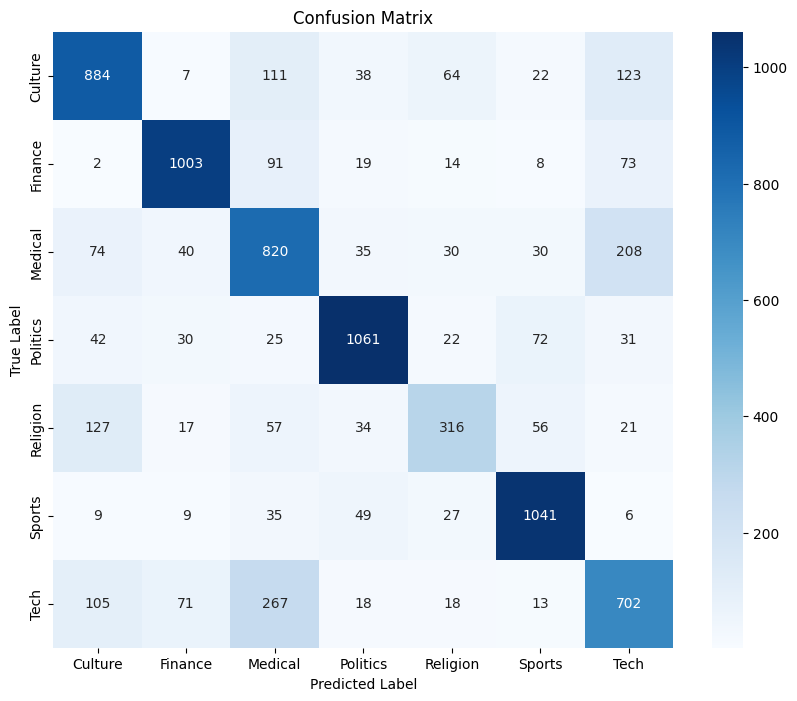 Confusion Matrix
Culture 884 7 111 38 64 22 123
Finance 2 1003 91 19 14 8 73
Medical 74 40 820 35 30 30 208
Politics 42 30 25 1061 22 72 31
Religion 127 17 57 34 316 56 21
Sports 9 9 35 49 27 1041 6
Tech 105 71 267 18 18 13 702
Culture Finance Medical Politics Religion Sports Tech
Predicted Label
True Label
1000
800
600
400
200